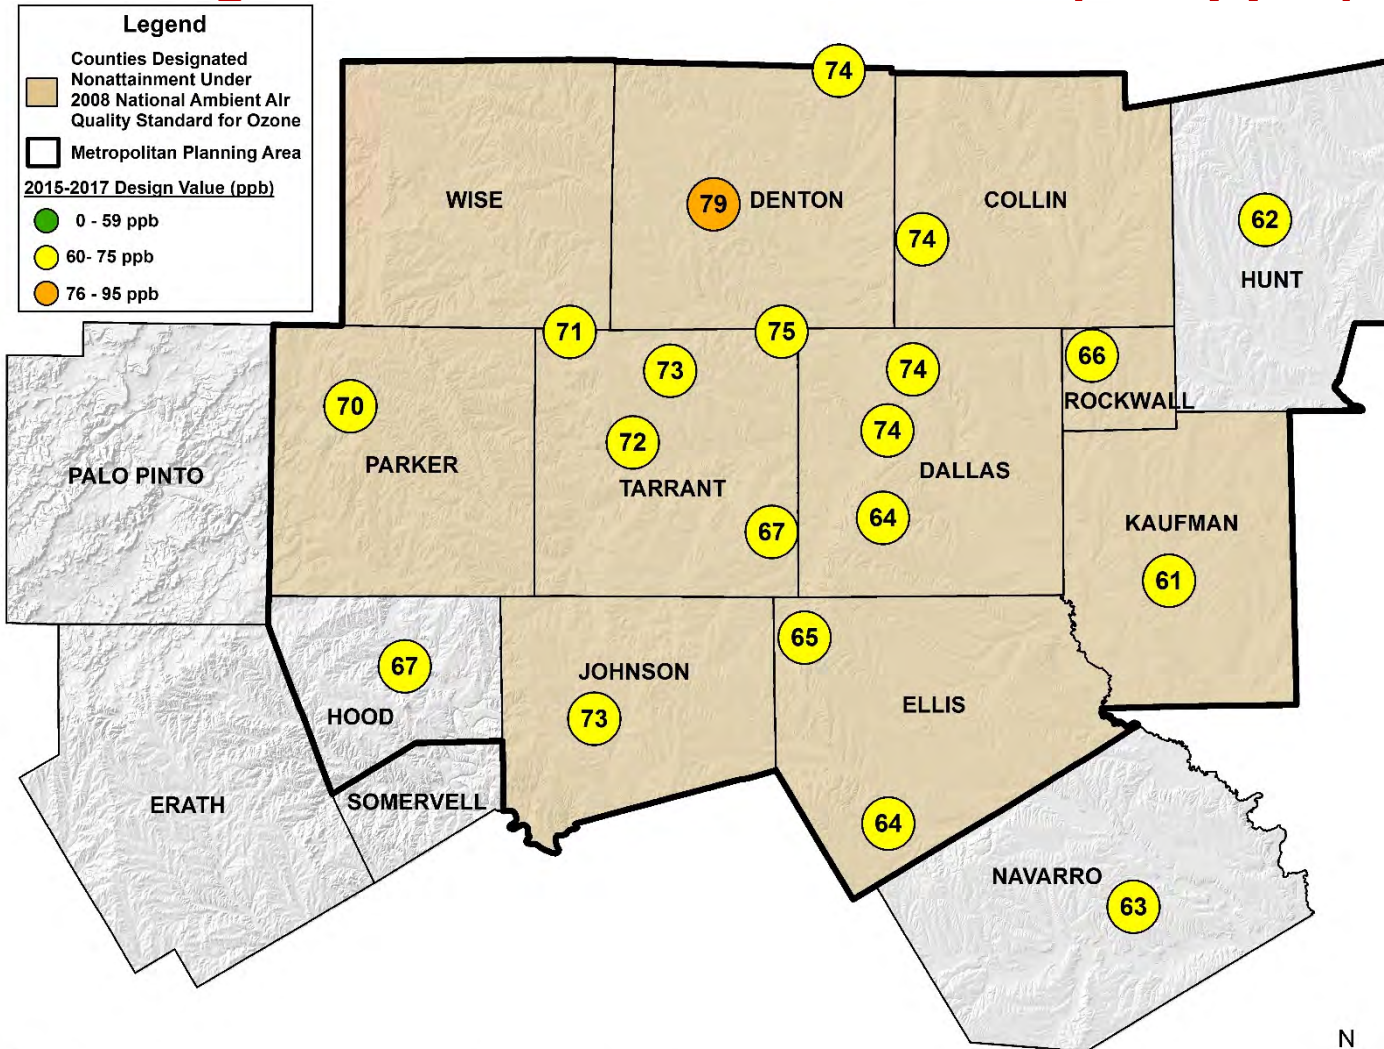 Legend
Counties Designated
Nonattainment Under
2008 National Ambient Air
Quality Standard for Ozone
Metropolitan Planning Area
2015-2017 Design Value (ppb)
0 - 59 ppb
60- 75 ppb
76 - 95 ppb
74
WISE
79
DENTON
COLLIN
74
62
HUNT
71
75
73
74
66
70
ROCKWALL
72
74
PARKER
PALO PINTO
TARRANT
DALLAS
67
64
KAUFMAN
61
65
67
JOHNSON
HOOD
73
ELLIS
ERATH
SOMERVELL
64
NAVARRO
63
N